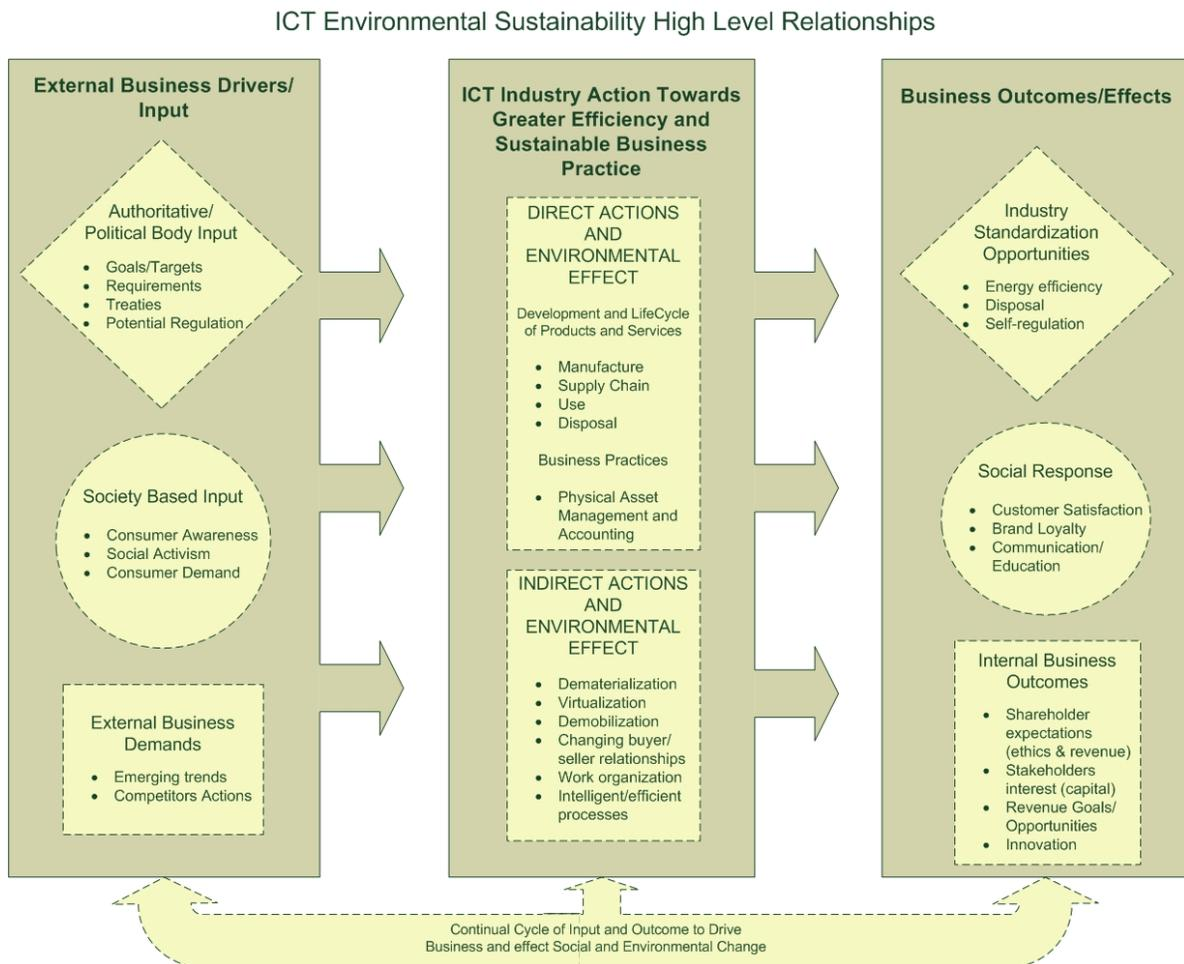 ICT Environmental Sustainability High Level Relationships
External Business Drivers/
Input
Authoritative/
Political Body Input
• Goals/Targets
• Requirements
• Treaties
• Potential Regulation
Society Based Input
• Consumer Awareness
• Social Activism
• Consumer Demand
External Business
Demands
• Emerging trends
• Competitors Actions
ICT Industry Action Towards
Greater Efficiency and
Sustainable Business
Practice
DIRECT ACTIONS
AND
ENVIRONMENTAL
EFFECT
Development and LifeCycle
of Products and Services
• Manufacture
• Supply Chain
• Use
• Disposal
Business Practices
• Physical Asset
Management and
Accounting
INDIRECT ACTIONS
AND
ENVIRONMENTAL
EFFECT
• Dematerialization
• Virtualization
• Demobilization
• Changing buyer/
seller relationships
• Work organization
• Intelligent/efficient
processes
Business Outcomes/Effects
Industry
Standardization
Opportunities
• Energy efficiency
• Disposal
• Self-regulation
Social Response
• Customer Satisfaction
• Brand Loyalty
• Communication/
Education
Internal Business
Outcomes
• Shareholder
expectations
(ethics & revenue)
• Stakeholders
interest (capital)
• Revenue Goals/
Opportunities
• Innovation
Continual Cycle of Input and Outcome to Drive
Business and effect Social and Environmental Change